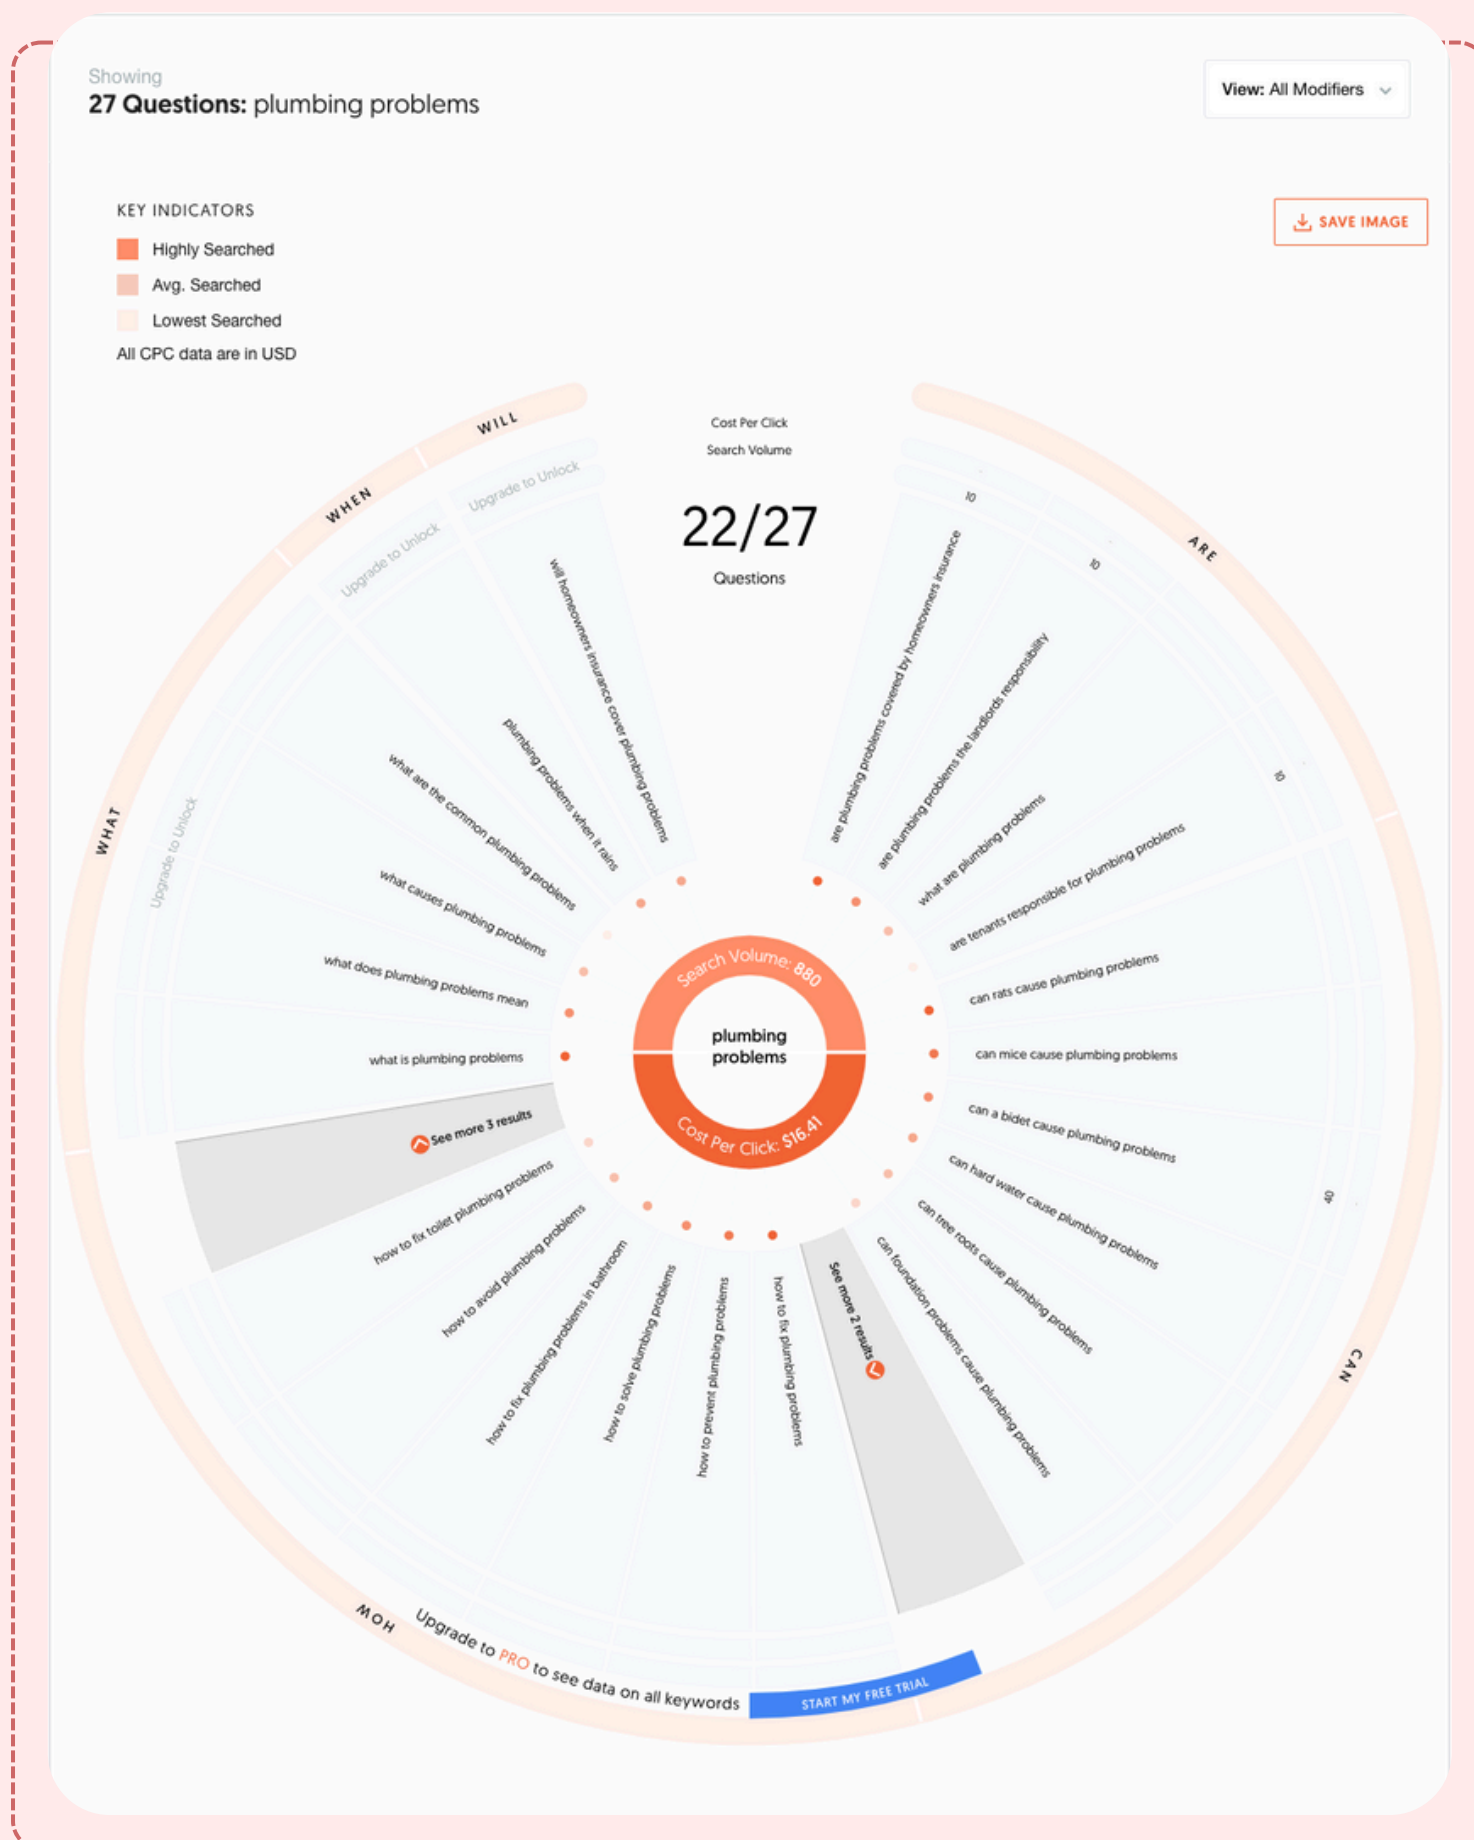 Showing
27 Questions: plumbing problems
View: All Modifiers
KEY INDICATORS
Highly Searched
Avg. Searched
Lowest Searched
All CPC data are in USD
SAVE IMAGE
Cost Per Click
Search Volume
22/27
Questions
ARE
10
are plumbing problems covered by homeowners insurance
10
are plumbing problems the landlords responsibility
what are plumbing problems
10
are tenants responsible for plumbing problems
CAN
can rats cause plumbing problems
can mice cause plumbing problems
can a bidet cause plumbing problems
40
can hard water cause plumbing problems
can tree roots cause plumbing problems
can foundation problems cause plumbing problems
See more 2 results
HOW
how to fix plumbing problems
how to prevent plumbing problems
how to solve plumbing problems
how to fix plumbing problems in bathroom
how to avoid plumbing problems
how to fix toilet plumbing problems
See more 3 results
WHAT
Upgrade to Unlock
what is plumbing problems
what does plumbing problems mean
what causes plumbing problems
what are the common plumbing problems
WHEN
Upgrade to Unlock
plumbing problems when it rains
WILL
Upgrade to Unlock
will homeowners insurance cover plumbing problems
Search Volume: 880
plumbing
problems
Cost Per Click: $16.41
Upgrade to PRO to see data on all keywords
START MY FREE TRIAL